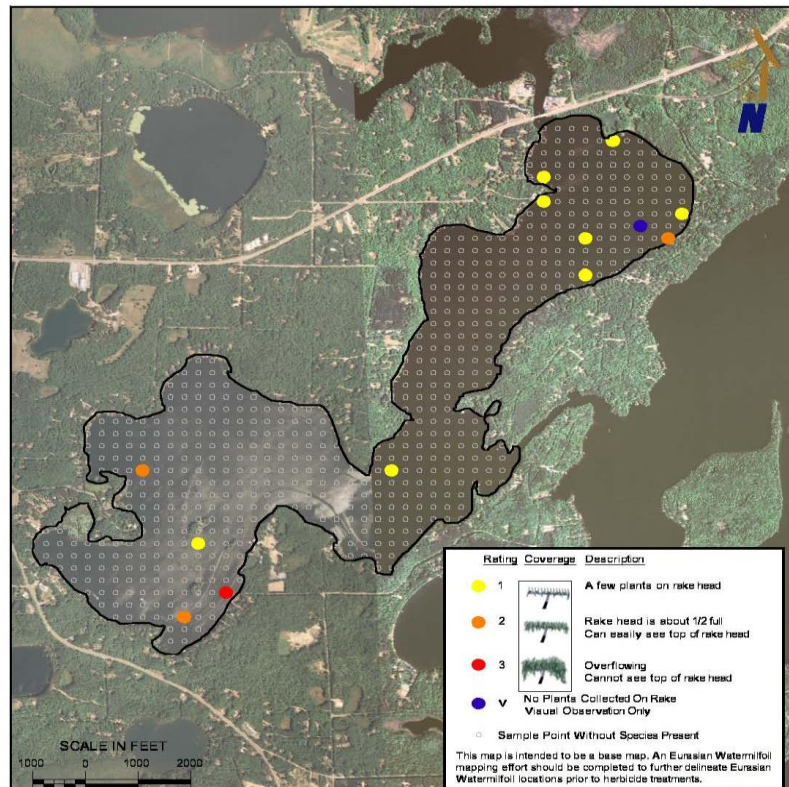 N
Rating Coverage Description
1 A few plants on rake head
2 Rake head is about 1/2 full
Can easily see top of rake head
3 Overflowing
Cannot see top of rake head
V No Plants Collected On Rake
Visual Observation Only
Sample Point Without Species Present
This map is intended to be a base map. An Eurasian Watermilfoil
mapping effort should be completed to further delineate Eurasian
Watermilfoil locations prior to herbicide treatments.
SCALE IN FEET
1000 0 1000 2000